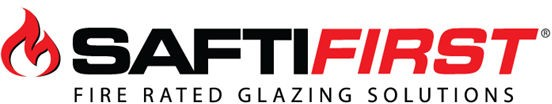 SAFTIFIRST®
FIRE RATED GLAZING SOLUTIONS